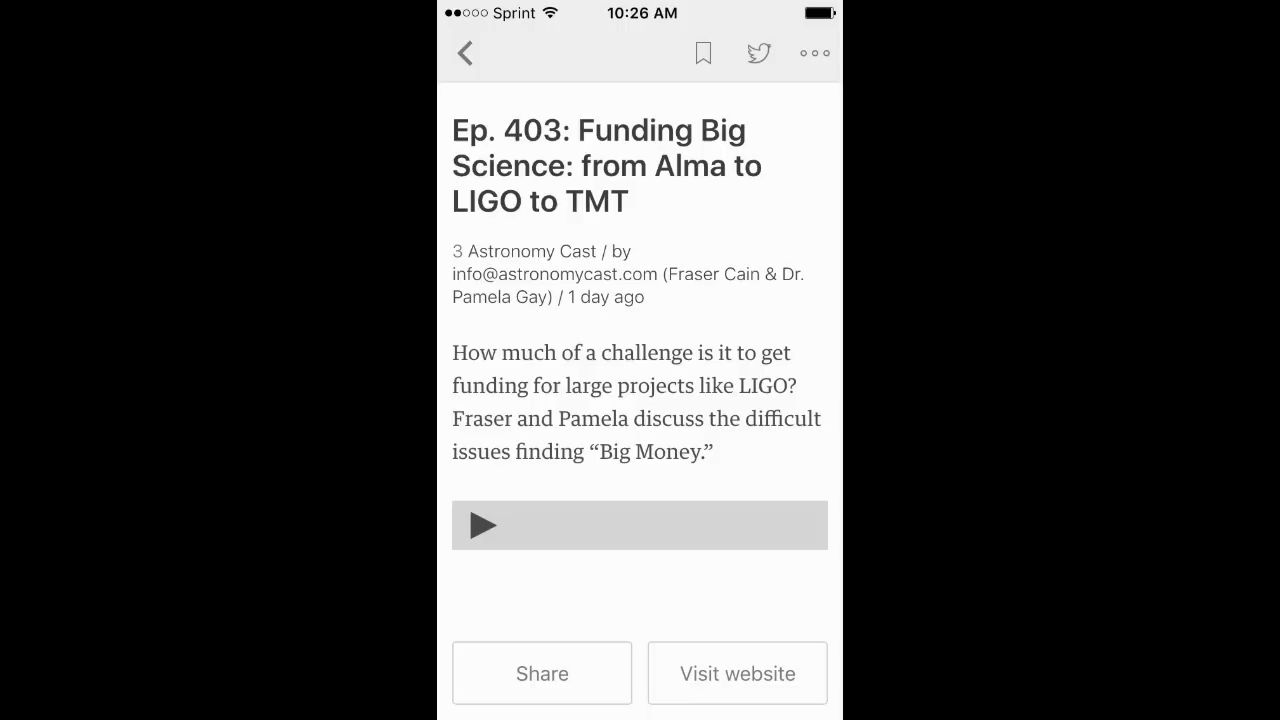 Sprint 10:26 AM
Ep. 403: Funding Big
Science: from Alma to
LIGO to TMT
3 Astronomy Cast / by
info@astronomycast.com (Fraser Cain & Dr.
Pamela Gay) / 1 day ago
How much of a challenge is it to get
funding for large projects like LIGO?
Fraser and Pamela discuss the difficult
issues finding “Big Money.”
Share Visit website